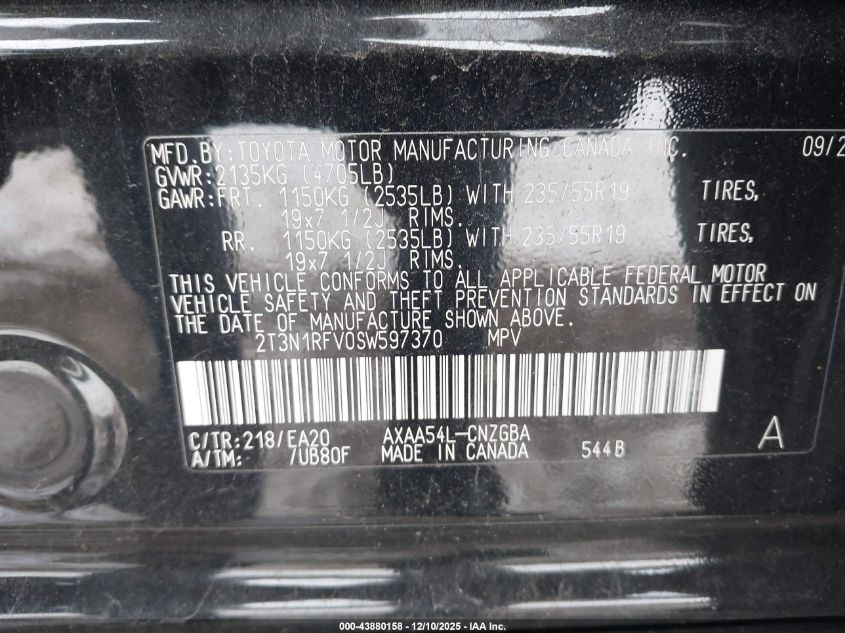 MFD.BY:TOYOTA MOTOR MANUFACTURING CANADA INC. 09/2
GVWR:2135KG (4705LB)
GAWR:FRT. 1150KG (2535LB) WITH 235/55R19 TIRES,
19x7 1/2J RIMS.
RR. 1150KG (2535LB) WITH 235/55R19 TIRES,
19x7 1/2J RIMS.
THIS VEHICLE CONFORMS TO ALL APPLICABLE FEDERAL MOTOR
VEHICLE SAFETY AND THEFT PREVENTION STANDARDS IN EFFECT ON
THE DATE OF MANUFACTURE SHOWN ABOVE.
2T3N1RFV0SW597370 MPV
C/TR:218/EA20 AXAA54L-CNZGBA A
A/TM: 7UB80F MADE IN CANADA 544B
000-43880158 - 12/10/2025 - IAA Inc.